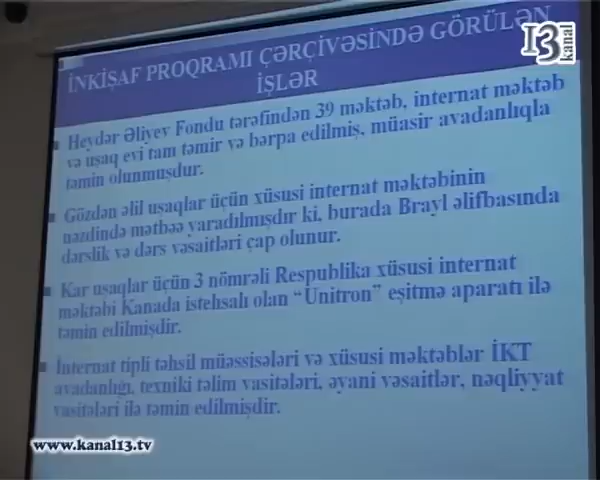 13 kanal
İNKİŞAF PROQRAMI ÇƏRÇİVƏSİNDƏ GÖRÜLƏN
İŞLƏR
Heydər Əliyev Fondu tərəfindən 39 məktəb, internat məktəb
və uşaq evi tam təmir və bərpa edilmiş, müasir avadanlıqla
təmin olunmuşdur.
Gözdən əlil uşaqlar üçün xüsusi internat məktəbinin
nəzdində mətbəə yaradılmışdır ki, burada Brayl əlifbasında
dərslik və dərs vəsaitləri çap olunur.
Kar uşaqlar üçün 3 nömrəli Respublika xüsusi internat
məktəbi Kanada istehsalı olan “Unitron” eşitmə aparatı ilə
təmin edilmişdir.
İnternat tipli təhsil müəssisələri və xüsusi məktəblər İKT
avadanlığı, texniki təlim vasitələri, əyani vəsaitlər, nəqliyyat
vasitələri ilə təmin edilmişdir.
www.kanal13.tv